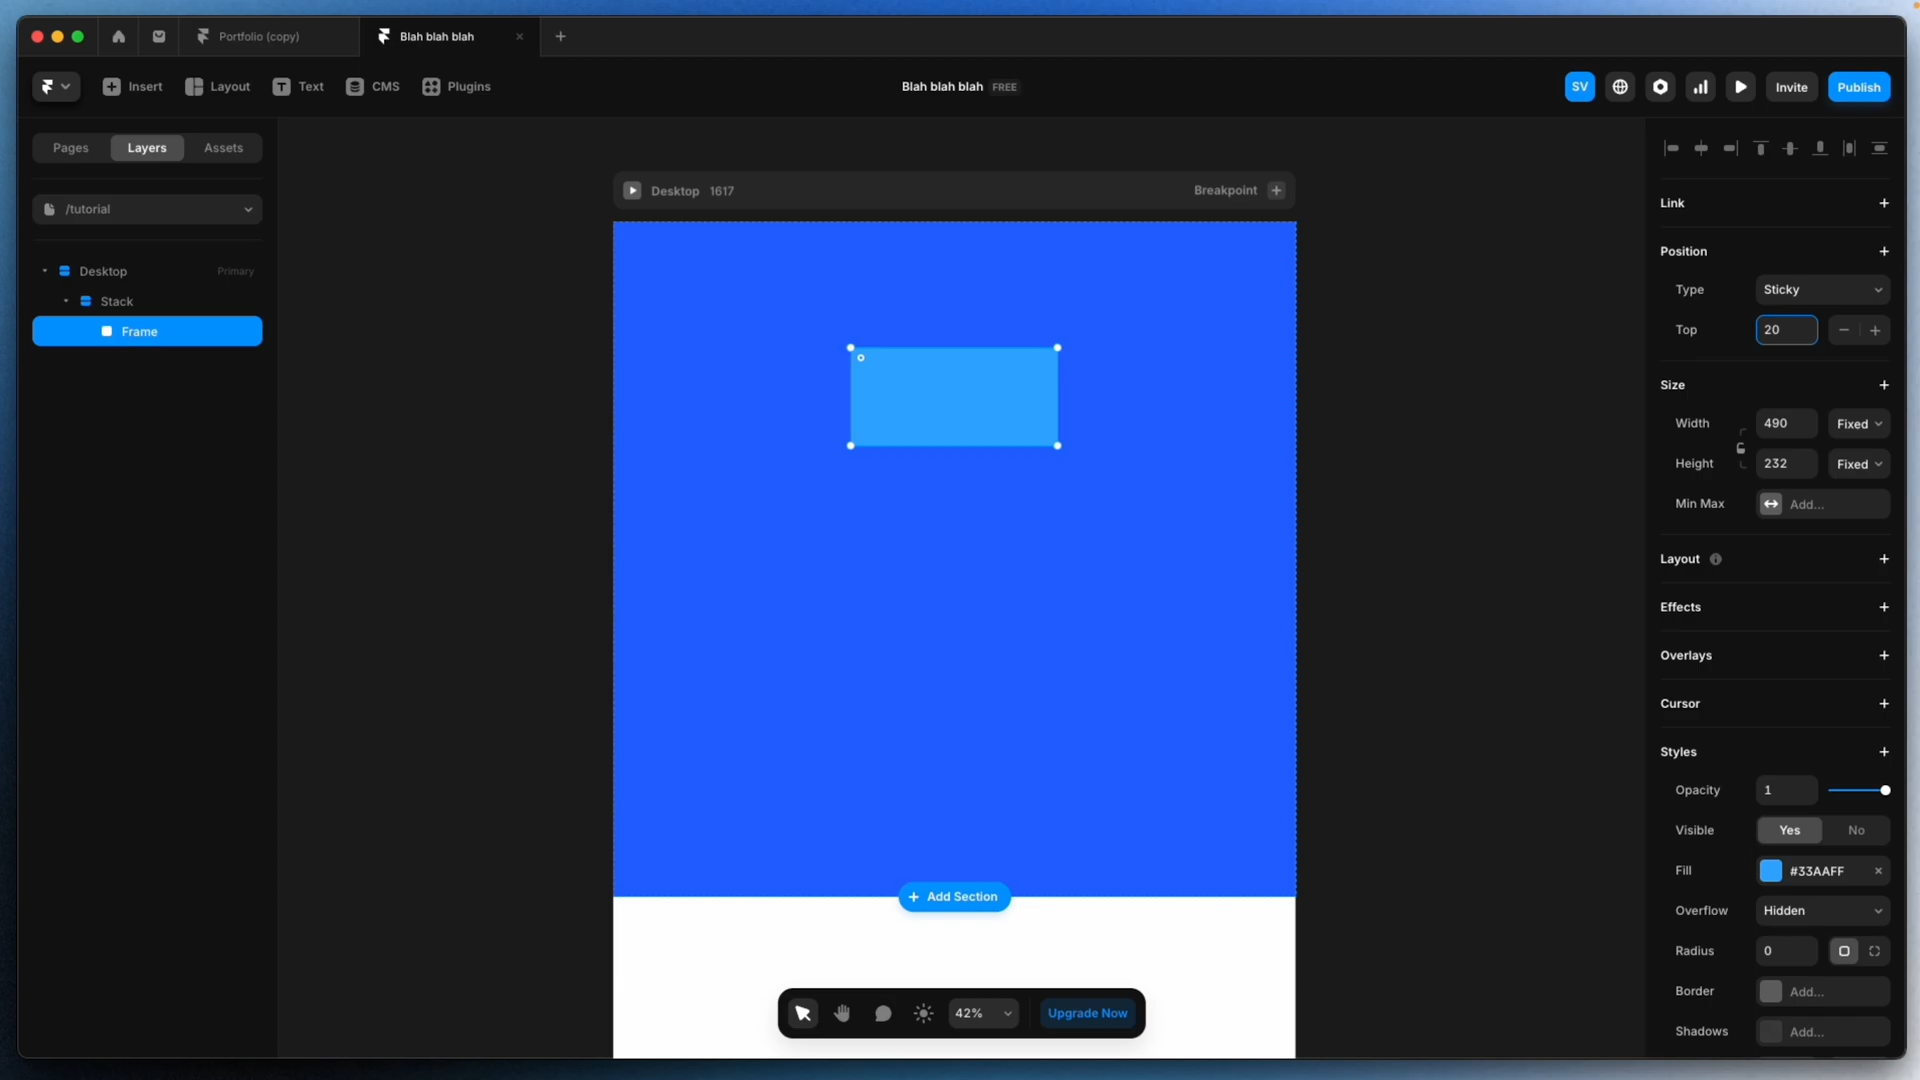 Portfolio (copy)
Blah blah blah
Insert
Layout
Text
CMS
Plugins
Blah blah blah FREE
SV
Invite
Publish
Pages
Layers
Assets
/tutorial
Desktop Primary
Stack
Frame
Desktop 1617
Breakpoint
Add Section
42%
Upgrade Now
Link
Position
Type Sticky
Top 20
Size
Width 490 Fixed
Height 232 Fixed
Min Max Add...
Layout
Effects
Overlays
Cursor
Styles
Opacity 1
Visible Yes No
Fill #33AAFF
Overflow Hidden
Radius 0
Border Add...
Shadows Add...